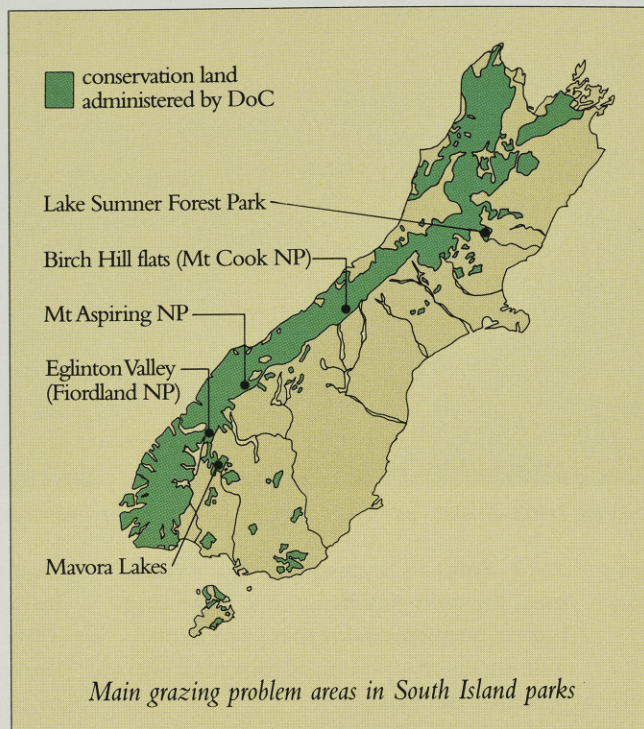 conservation land
administered by DoC
Lake Sumner Forest Park
Birch Hill flats (Mt Cook NP)
Mt Aspiring NP
Eglinton Valley
(Fiordland NP)
Mavora Lakes
Main grazing problem areas in South Island parks